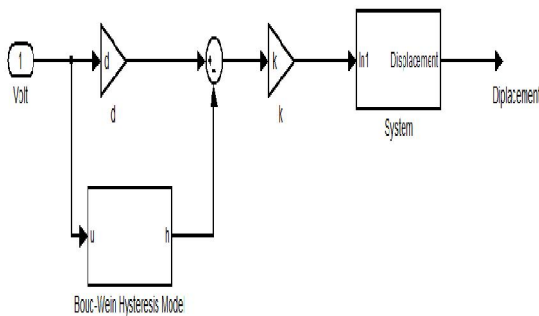 1
Volt
d
d
+
-
k
k
In1
Displacement
System
Diplacement
u
h
Bouc-Wein Hysteresis Model